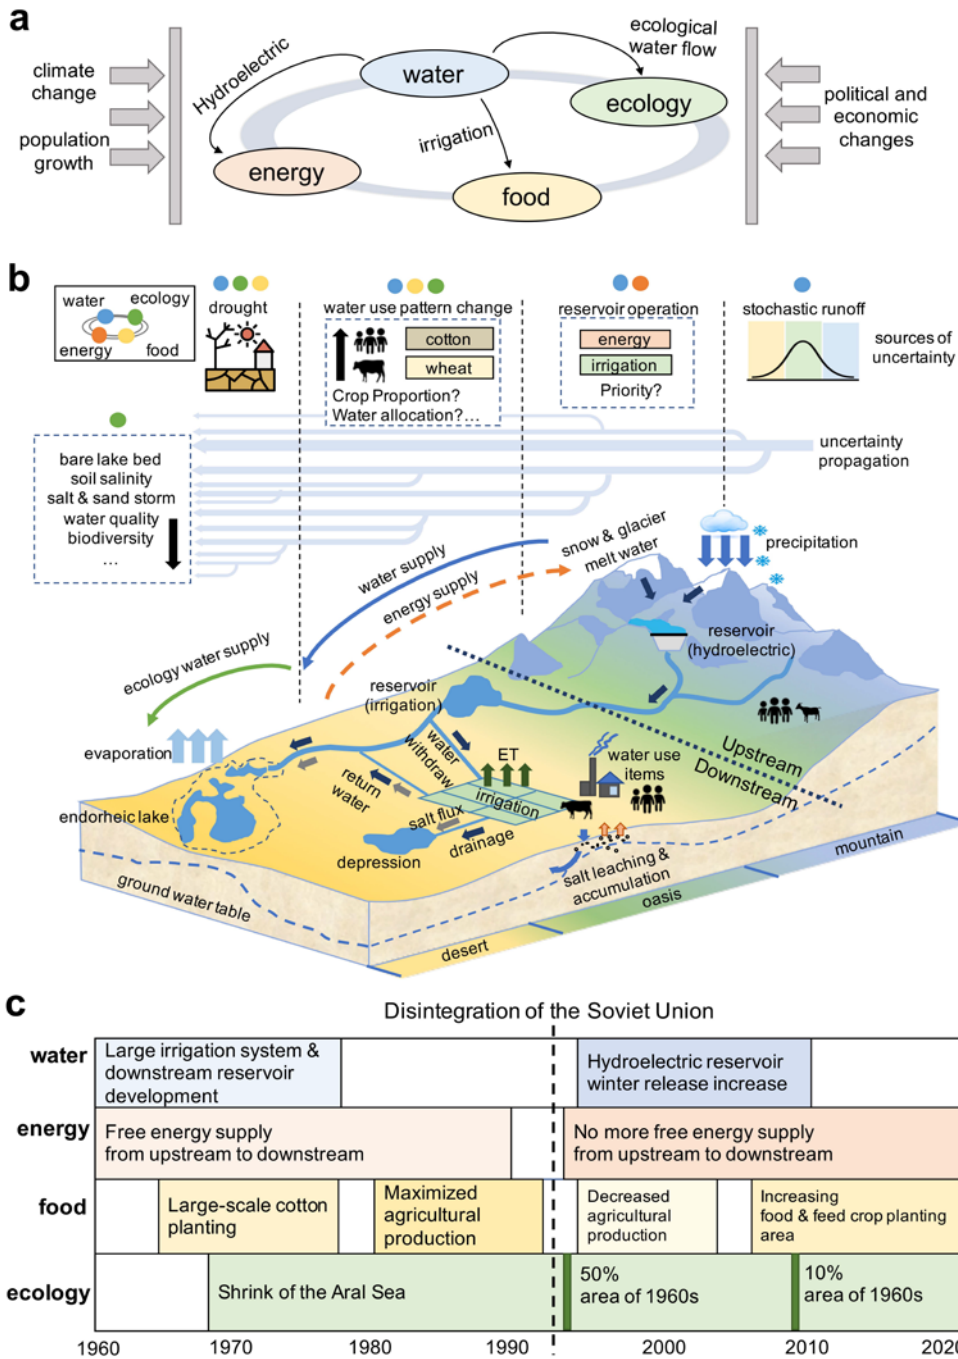 a
climate
change
population
growth
Hydroelectric
water
ecological
water flow
ecology
irrigation
energy
food
political and
economic
changes
b
water
ecology
energy
food
drought
water use pattern change
cotton
wheat
Crop Proportion?
Water allocation?...
reservoir operation
energy
irrigation
Priority?
stochastic runoff
sources of
uncertainty
uncertainty
propagation
bare lake bed
soil salinity
salt & sand storm
water quality
biodiversity
...
water supply
energy supply
snow & glacier
melt water
precipitation
reservoir
(hydroelectric)
ecology water supply
reservoir
(irrigation)
evaporation
water
withdraw
ET
water use
items
Upstream
Downstream
return
water
irrigation
endorheic lake
salt flux
drainage
depression
salt leaching &
accumulation
ground water table
desert
oasis
mountain
c
Disintegration of the Soviet Union
water
Large irrigation system &
downstream reservoir
development
Hydroelectric reservoir
winter release increase
energy
Free energy supply
from upstream to downstream
No more free energy supply
from upstream to downstream
food
Large-scale cotton
planting
Maximized
agricultural
production
Decreased
agricultural
production
Increasing
food & feed crop planting
area
ecology
Shrink of the Aral Sea
50%
area of 1960s
10%
area of 1960s
1960 1970 1980 1990 2000 2010 2020